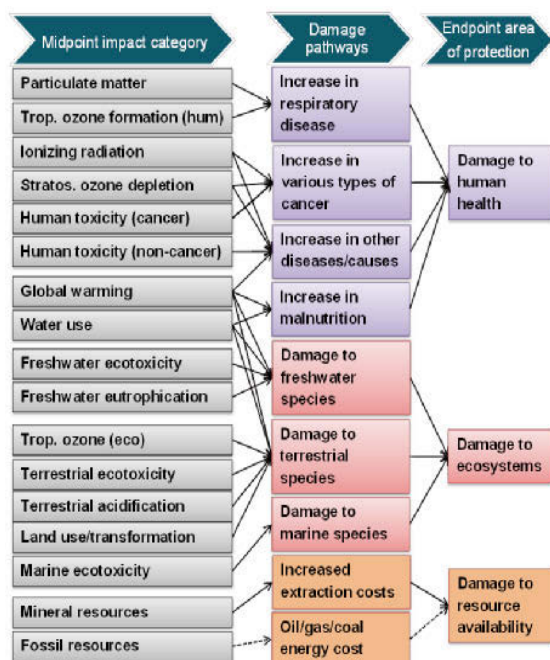 Midpoint impact category
Damage
pathways
Endpoint area
of protection
Particulate matter
Trop. ozone formation (hum)
Ionizing radiation
Stratos. ozone depletion
Human toxicity (cancer)
Human toxicity (non-cancer)
Global warming
Water use
Freshwater ecotoxicity
Freshwater eutrophication
Trop. ozone (eco)
Terrestrial ecotoxicity
Terrestrial acidification
Land use/transformation
Marine ecotoxicity
Mineral resources
Fossil resources
Increase in
respiratory
disease
Increase in
various types of
cancer
Increase in other
diseases/causes
Increase in
malnutrition
Damage to
freshwater
species
Damage to
terrestrial
species
Damage to
marine species
Increased
extraction costs
Oil/gas/coal
energy cost
Damage to
human
health
Damage to
ecosystems
Damage to
resource
availability